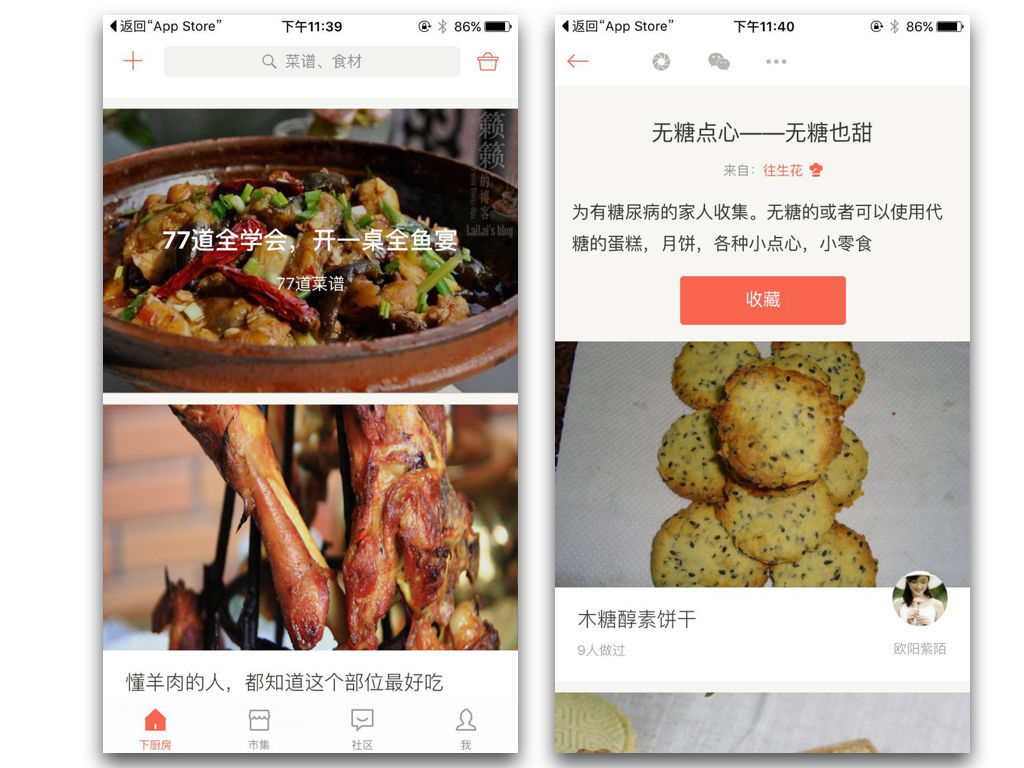 返回“App Store”
下午11:39
86%
菜谱、食材
籁籁
的博客
LaiLai's blog
77道全学会，开一桌全鱼宴
77道菜谱
懂羊肉的人，都知道这个部位最好吃
下厨房
市集
社区
我
返回“App Store”
下午11:40
86%
无糖点心——无糖也甜
来自：往生花
为有糖尿病的家人收集。无糖的或者可以使用代
糖的蛋糕，月饼，各种小点心，小零食
收藏
木糖醇素饼干
9人做过
欧阳紫陌